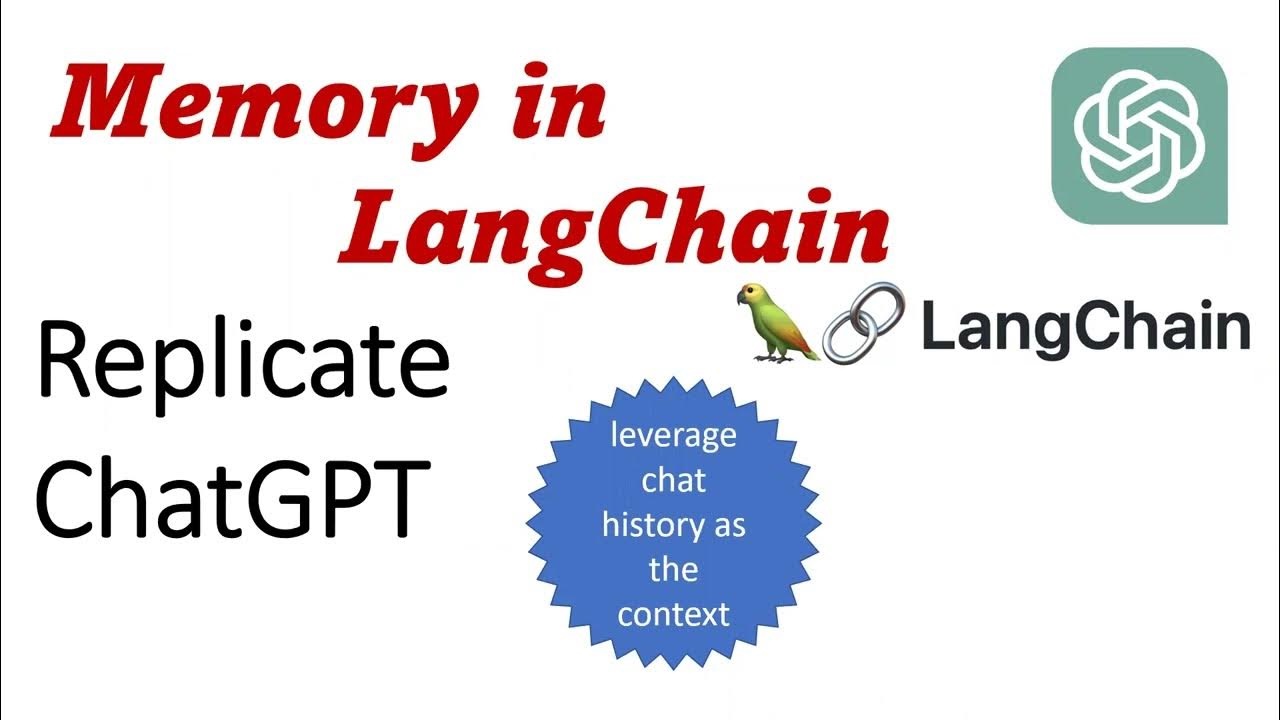 Memory in
LangChain
LangChain
Replicate
ChatGPT
leverage
chat
history as
the
context